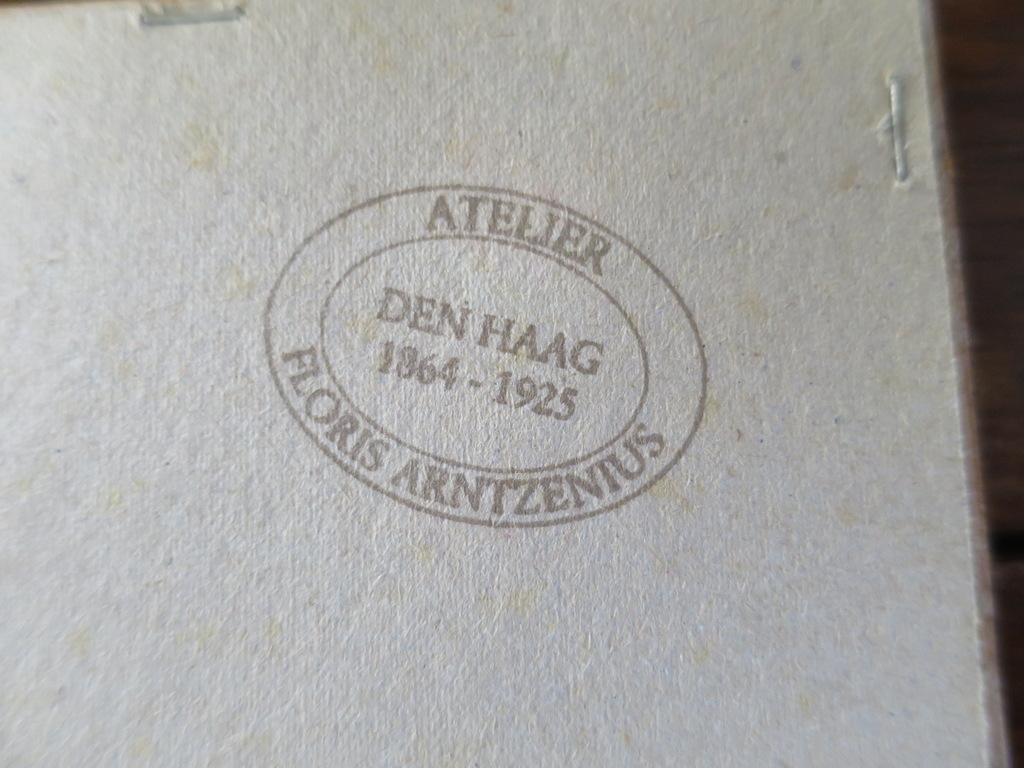 ATELIER
DEN HAAG
1864 - 1925
FLORIS ARNTZENIUS